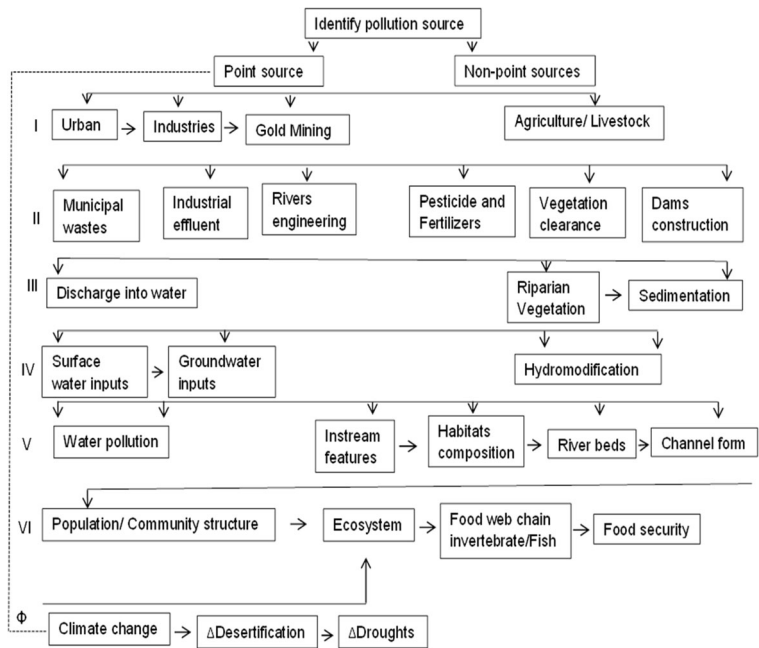 Identify pollution source
Point source
Non-point sources
I
Urban
Industries
Gold Mining
Agriculture/ Livestock
II
Municipal
wastes
Industrial
effluent
Rivers
engineering
Pesticide and
Fertilizers
Vegetation
clearance
Dams
construction
III
Discharge into water
Riparian
Vegetation
Sedimentation
IV
Surface
water inputs
Groundwater
inputs
Hydromodification
V
Water pollution
Instream
features
Habitats
composition
River beds
Channel form
VI
Population/ Community structure
Ecosystem
Food web chain
invertebrate/Fish
Food security
Φ
Climate change
ΔDesertification
ΔDroughts